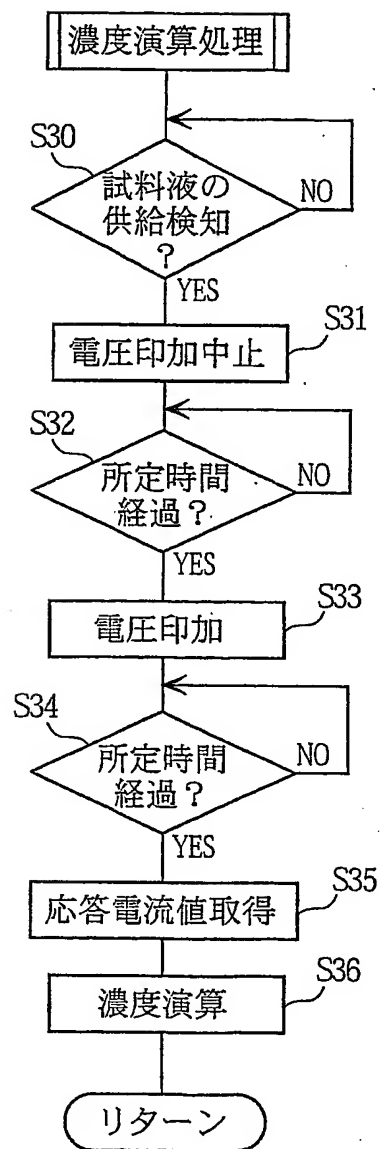 濃度演算処理
S30
試料液の
供給検知
?
NO
YES
S31
電圧印加中止
S32
所定時間
経過?
NO
YES
S33
電圧印加
S34
所定時間
経過?
NO
YES
S35
応答電流値取得
S36
濃度演算
リターン